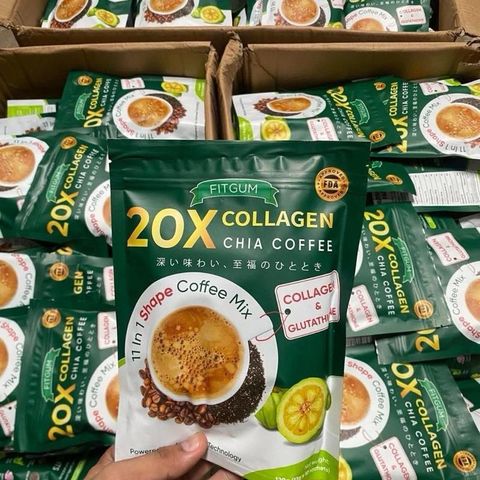 FITGUM
20X COLLAGEN
CHIA COFFEE
深い味わい、至福のひととき
11 in 1 Shape Coffee Mix
COLLAGEN
&
GLUTATHIONE
FDA
Powered
Technology